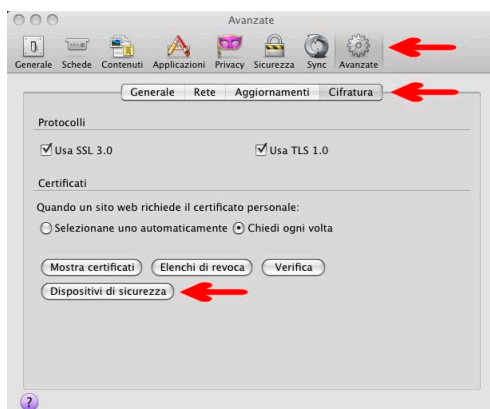 Avanzate
Generale Schede Contenuti Applicazioni Privacy Sicurezza Sync Avanzate
Generale Rete Aggiornamenti Cifratura
Protocolli
Usa SSL 3.0 Usa TLS 1.0
Certificati
Quando un sito web richiede il certificato personale:
Selezionane uno automaticamente Chiedi ogni volta
Mostra certificati Elenchi di revoca Verifica
Dispositivi di sicurezza
?